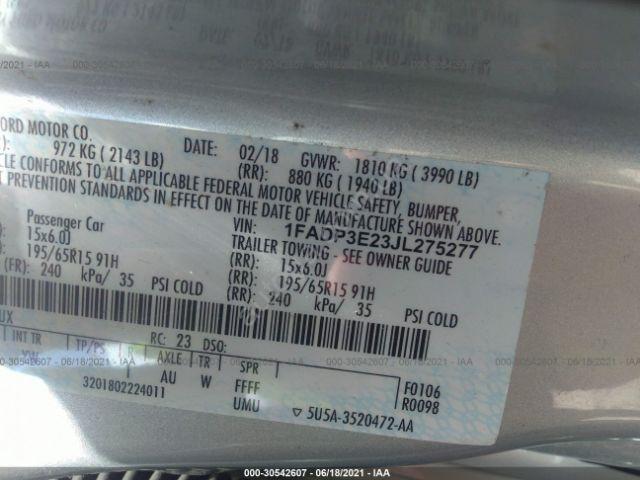 06/18/2021 - IAA
FORD MOTOR CO.
972 KG ( 2143 LB)
DATE: 02/18
GVWR: 1810 KG ( 3990 LB)
(RR): 880 KG ( 1940 LB)
CONFORMS TO ALL APPLICABLE FEDERAL MOTOR VEHICLE SAFETY, BUMPER,
PREVENTION STANDARDS IN EFFECT ON THE DATE OF MANUFACTURE SHOWN ABOVE.
VIN: 1FADP3E23JL275277
Passenger Car
TRAILER TOWING - SEE OWNER GUIDE
15x6.0J
(RR): 15x6.0J
195/65R15 91H
(RR): 195/65R15 91H
(FR): 240 kPa/ 35 PSI COLD
(RR): 240 kPa/ 35 PSI COLD
UX
RC: 23 DSO:
INT TR TP/PS R AXLE TR SPR
AU W FFFF
UMU
F0106
R0098
3201802224011
5U5A-3520472-AA
000-30542607 - 06/18/2021 - IAA
000-30542607 - 06/18/2021 - IAA